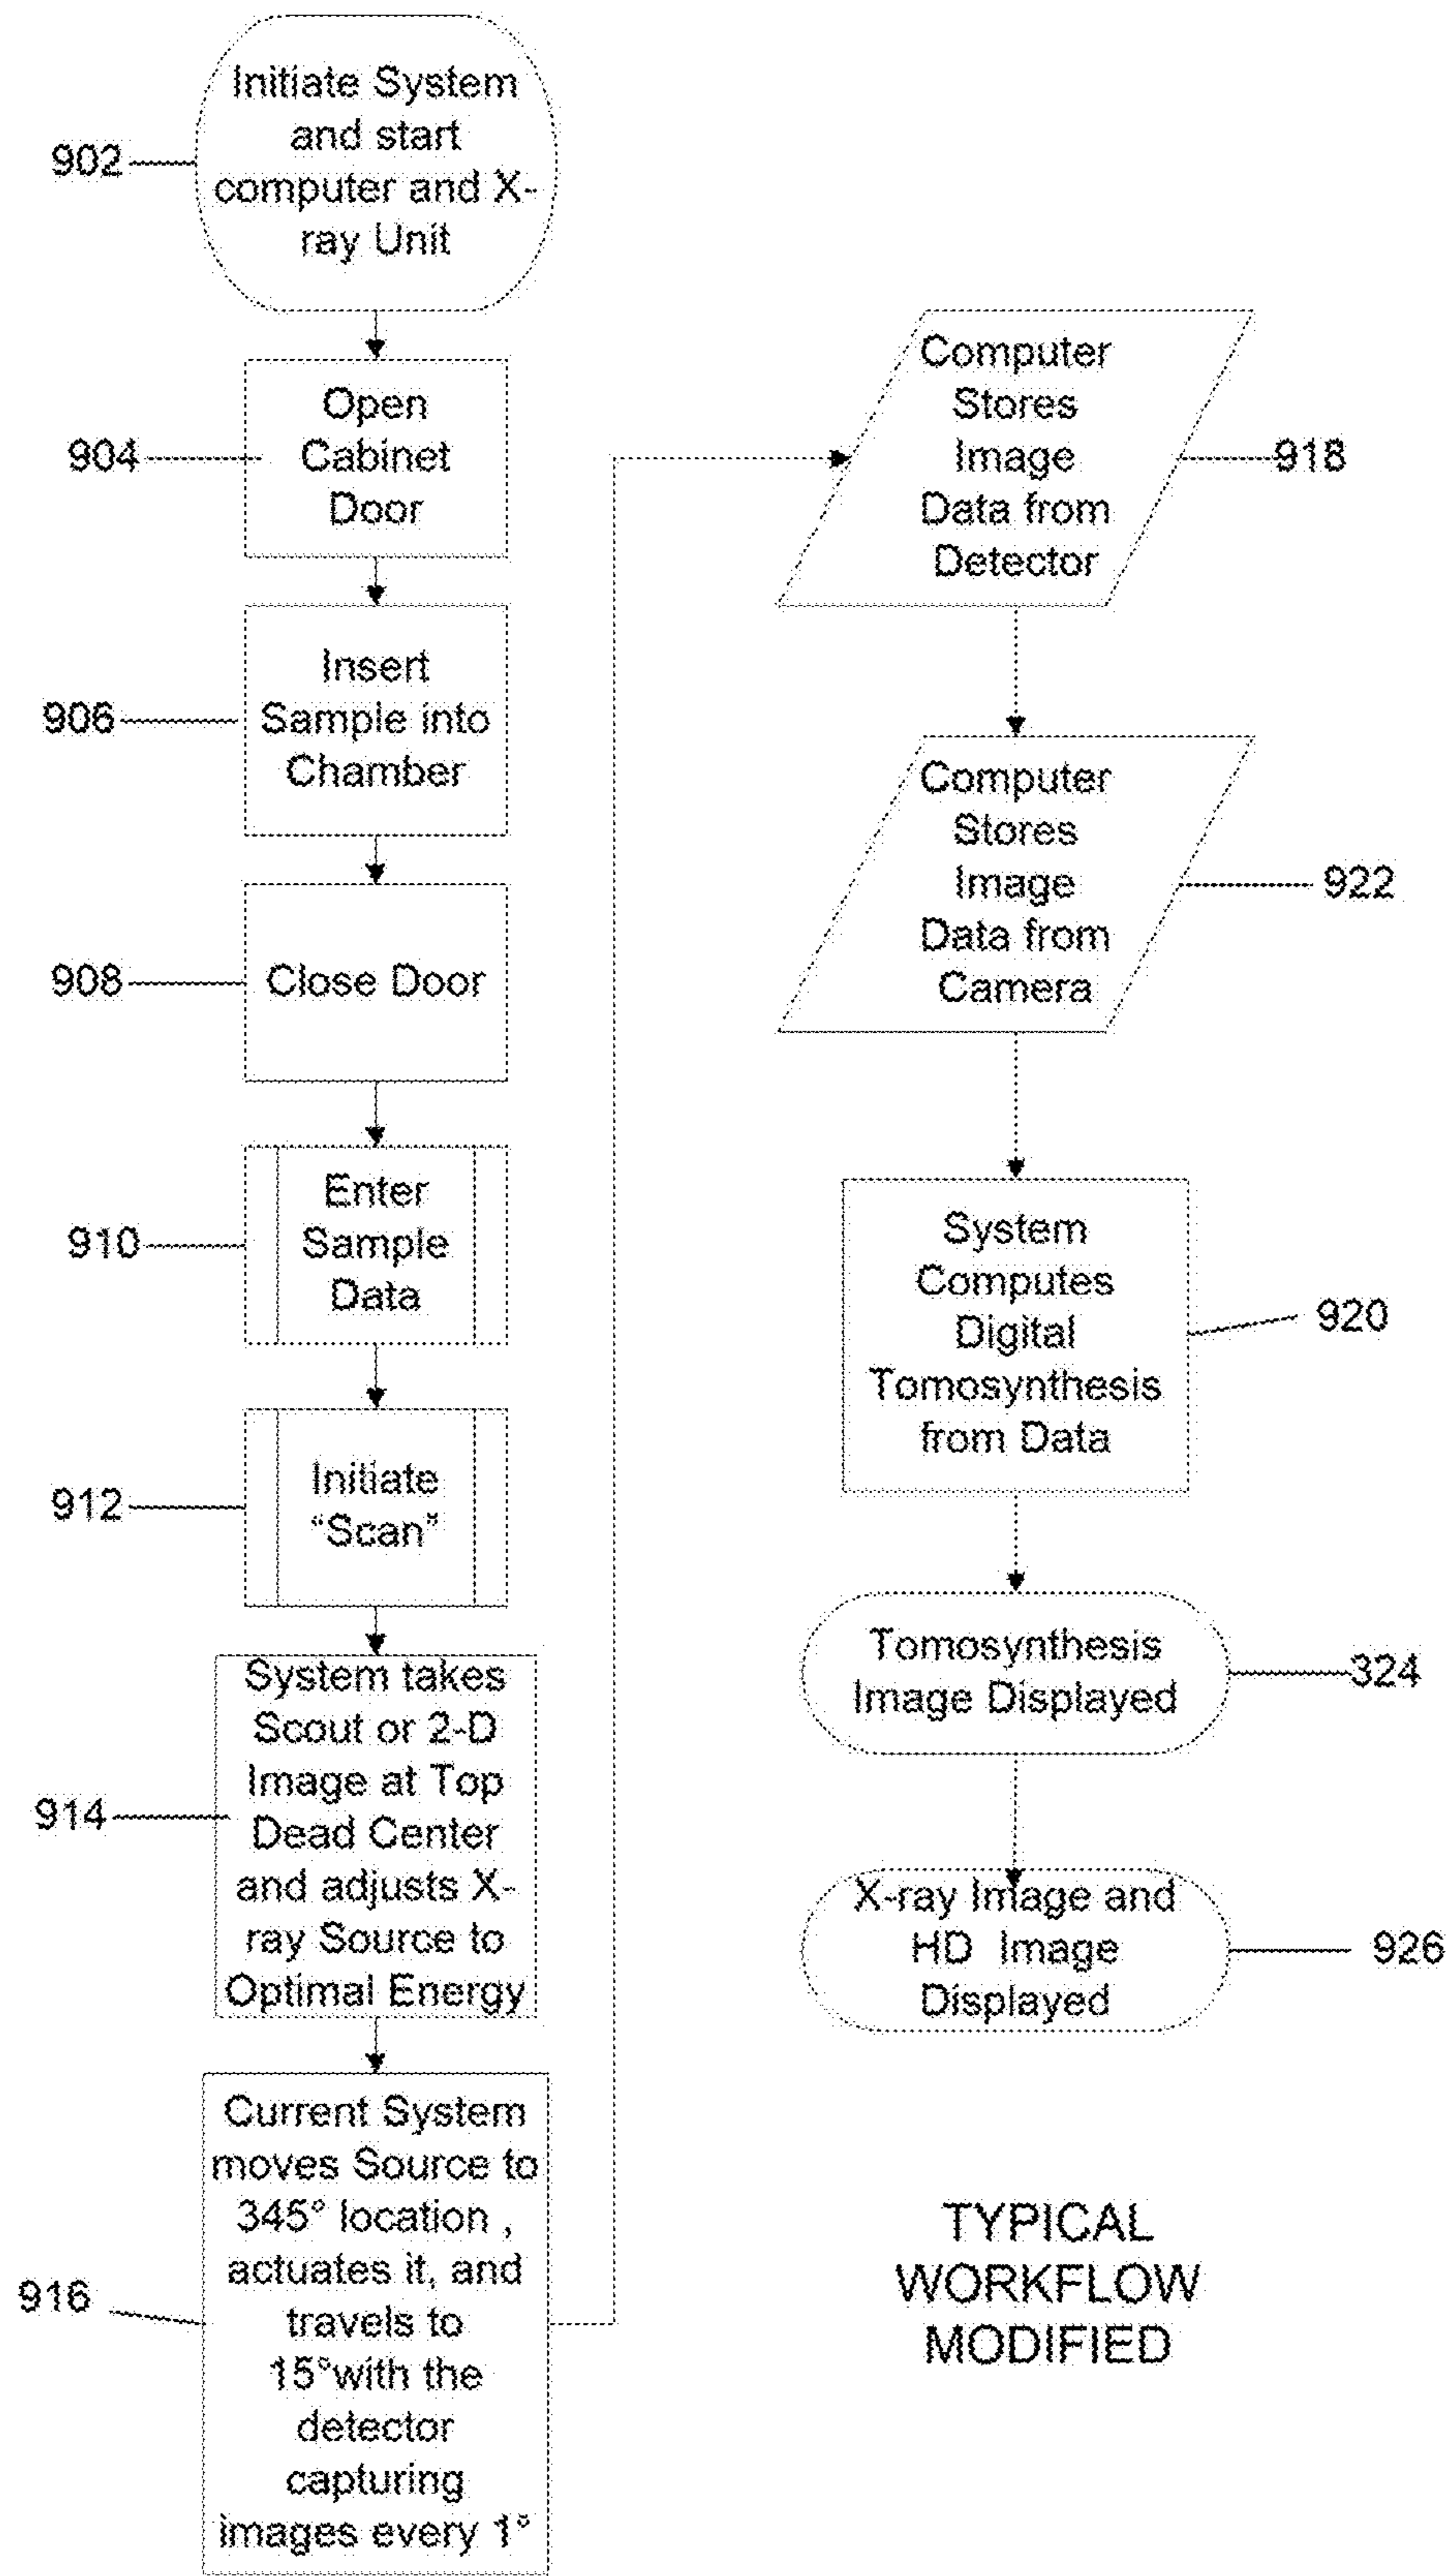 Initiate System
and start
computer and X-
ray Unit
902
Open
Cabinet
Door
904
Insert
Sample into
Chamber
906
Close Door
908
Enter
Sample
Data
910
Initiate
“Scan”
912
System takes
Scout or 2-D
Image at Top
Dead Center
and adjusts X-
ray Source to
Optimal Energy
914
Current System
moves Source to
345° location ,
actuates it, and
travels to
15°with the
detector
capturing
images every 1°
916
Computer
Stores
Image
Data from
Detector
918
Computer
Stores
Image
Data from
Camera
922
System
Computes
Digital
Tomosynthesis
from Data
920
Tomosynthesis
Image Displayed
324
X-ray Image and
HD Image
Displayed
926
TYPICAL
WORKFLOW
MODIFIED